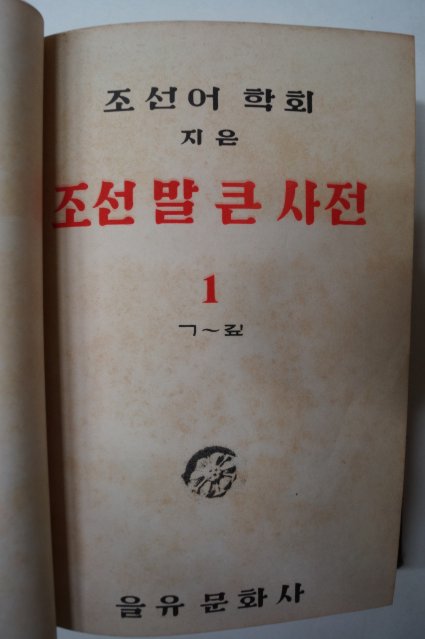 조선어 학회
지은
조선 말 큰 사전
1
ㄱ~깊
을유 문화사